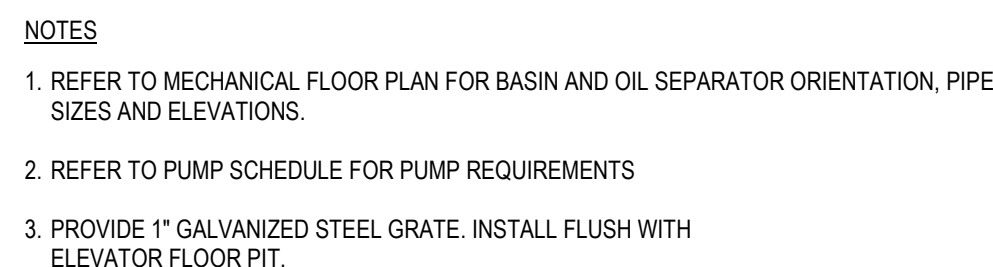 NOTES
1. REFER TO MECHANICAL FLOOR PLAN FOR BASIN AND OIL SEPARATOR ORIENTATION, PIPE
SIZES AND ELEVATIONS.
2. REFER TO PUMP SCHEDULE FOR PUMP REQUIREMENTS
3. PROVIDE 1" GALVANIZED STEEL GRATE. INSTALL FLUSH WITH
ELEVATOR FLOOR PIT.